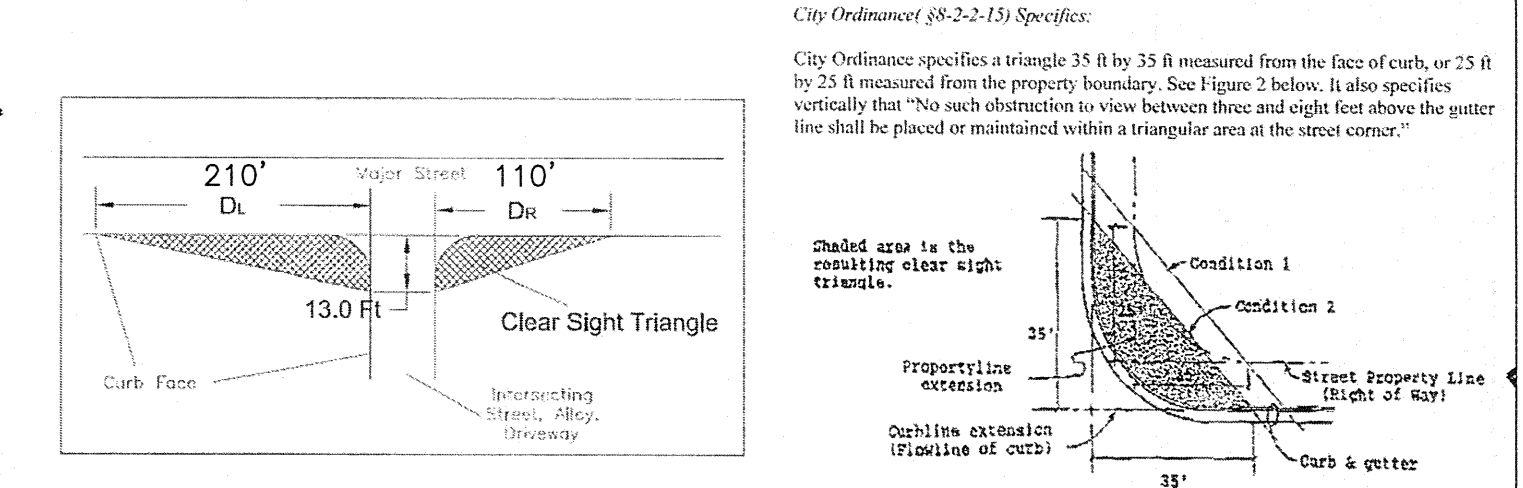 210'
Major Street
110'
DL
DR
13.0 Ft
Clear Sight Triangle
Curb Face
Intersecting
Street, Alley,
Driveway
City Ordinance( §8-2-2-15) Specifics:
City Ordinance specifies a triangle 35 ft by 35 ft measured from the face of curb, or 25 ft
by 25 ft measured from the property boundary. See Figure 2 below. It also specifies
vertically that “No such obstruction to view between three and eight feet above the gutter
line shall be placed or maintained within a triangular area at the street corner.”
Shaded area is the
resulting clear sight
triangle.
Condition 1
Condition 2
35'
Propertyline
extension
Street Property Line
(Right of Way)
Curbline extension
(Flowline of curb)
Curb & gutter
35'